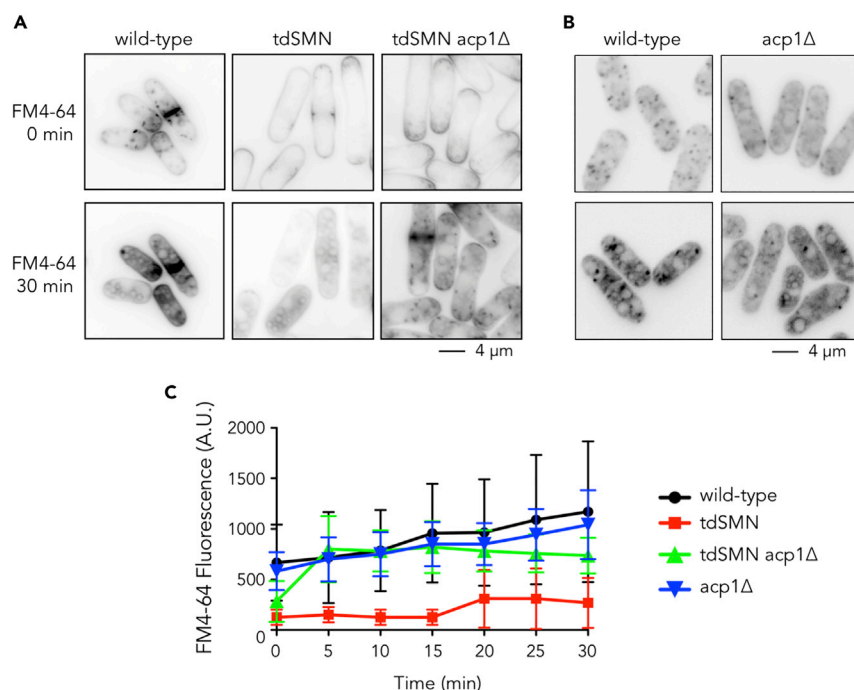 A
B
wild-type
tdSMN
tdSMN acp1Δ
wild-type
acp1Δ
FM4-64
0 min
FM4-64
30 min
4 μm
4 μm
C
FM4-64 Fluorescence (A.U.)
2000
1500
1000
500
0
0
5
10
15
20
25
30
Time (min)
wild-type
tdSMN
tdSMN acp1Δ
acp1Δ